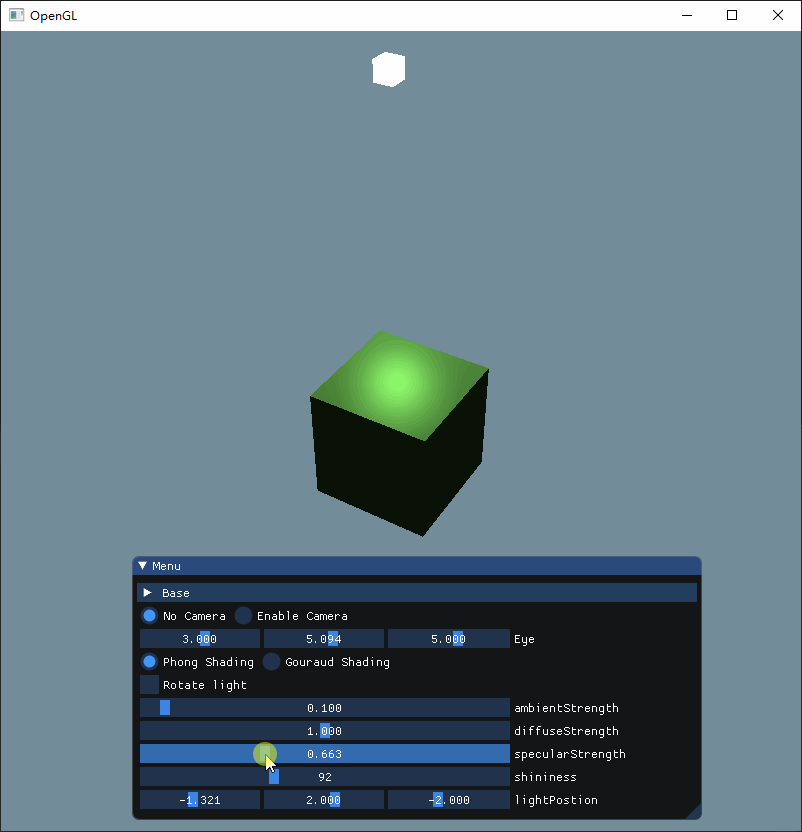 OpenGL
Menu
Base
No Camera Enable Camera
3.000 5.094 5.000 Eye
Phong Shading Gouraud Shading
Rotate light
0.100 ambientStrength
1.000 diffuseStrength
0.663 specularStrength
92 shininess
-1.321 2.000 -2.000 lightPostion